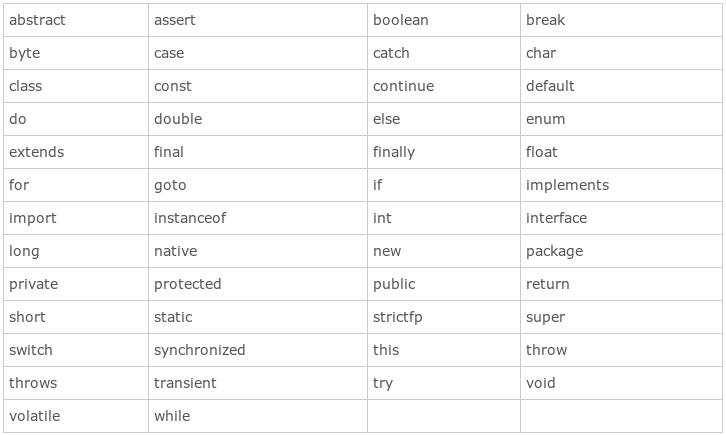 abstract assert boolean break
byte case catch char
class const continue default
do double else enum
extends final finally float
for goto if implements
import instanceof int interface
long native new package
private protected public return
short static strictfp super
switch synchronized this throw
throws transient try void
volatile while